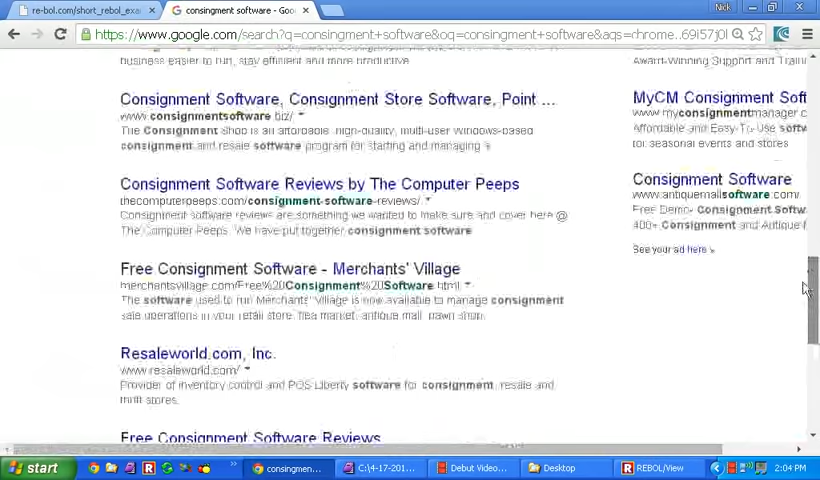 re-bol.com/short_rebol_exa
consingment software - Goo
Nick
https://www.google.com/search?q=consingment+software&oq=consingment+software&aqs=chrome..69i57j0l
business easier to run, stay efficient and more productive
Award-Winning Support and Traini
Consignment Software, Consignment Store Software, Point ...
www.consignmentsoftware.biz/
The Consignment Shop is an affordable, high-quality, multi-user Windows-based
consignment and resale software program for starting and managing
MyCM Consignment Soft
www.myconsignmentmanager.c
Affordable and Easy-To-Use softw
for seasonal events and stores
Consignment Software Reviews by The Computer Peeps
thecomputerpeeps.com/consignment-software-reviews/
Consignment software reviews are something we wanted to make sure and cover here @
The Computer Peeps. We have put together consignment software
Consignment Software
www.antiquemallsoftware.com/
Free Demo- Consignment Softw
400+ Consignment and Antique
See your ad here »
Free Consignment Software - Merchants' Village
merchantsvillage.com/Free%20Consignment%20Software.html
The software used to run Merchants' Village is now available to manage consignment
sale operations in your retail store, flea market, antique mall, pawn shop.
Resaleworld.com, Inc.
www.resaleworld.com/
Provider of inventory control and POS Liberty software for consignment, resale and
thrift stores.
Free Consignment Software Reviews
start
consingmen...
C:\4-17-201...
Debut Video...
Desktop
REBOL/View
2:04 PM